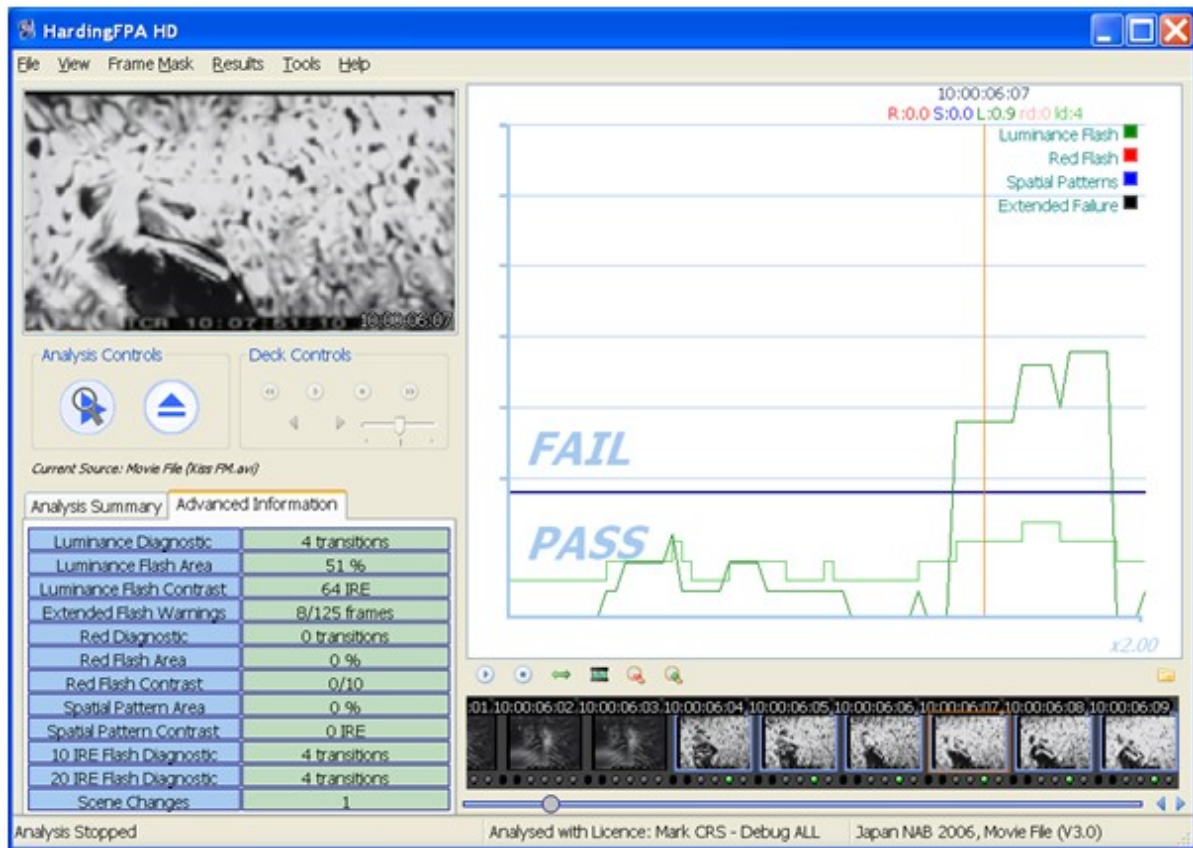 HardingFPA HD
File View Frame Mask Results Tools Help
TCR 10:07:51:10
10:00:06:07
Analysis Controls
Deck Controls
Current Source: Movie File (Kiss FM.avi)
Analysis Summary
Advanced Information
Luminance Diagnostic 4 transitions
Luminance Flash Area 51 %
Luminance Flash Contrast 64 IRE
Extended Flash Warnings 8/125 frames
Red Diagnostic 0 transitions
Red Flash Area 0 %
Red Flash Contrast 0/10
Spatial Pattern Area 0 %
Spatial Pattern Contrast 0 IRE
10 IRE Flash Diagnostic 4 transitions
20 IRE Flash Diagnostic 4 transitions
Scene Changes 1
10:00:06:07
R:0.0 S:0.0 L:0.9 rd:0 ld:4
Luminance Flash
Red Flash
Spatial Patterns
Extended Failure
FAIL
PASS
x2.00
:01 10:00:06:02 10:00:06:03 10:00:06:04 10:00:06:05 10:00:06:06 10:00:06:07 10:00:06:08 10:00:06:09
Analysis Stopped
Analysed with Licence: Mark CRS - Debug ALL
Japan NAB 2006, Movie File (V3.0)